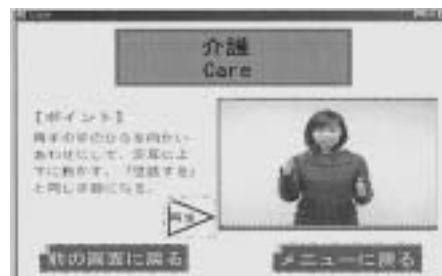 介護
Care
【ポイント】
両手の手のひらを向かい
あわせにして、交互に上
下に動かす。「世話する」
と同じ手話になる。
再生
前の画面に戻る
メニューに戻る